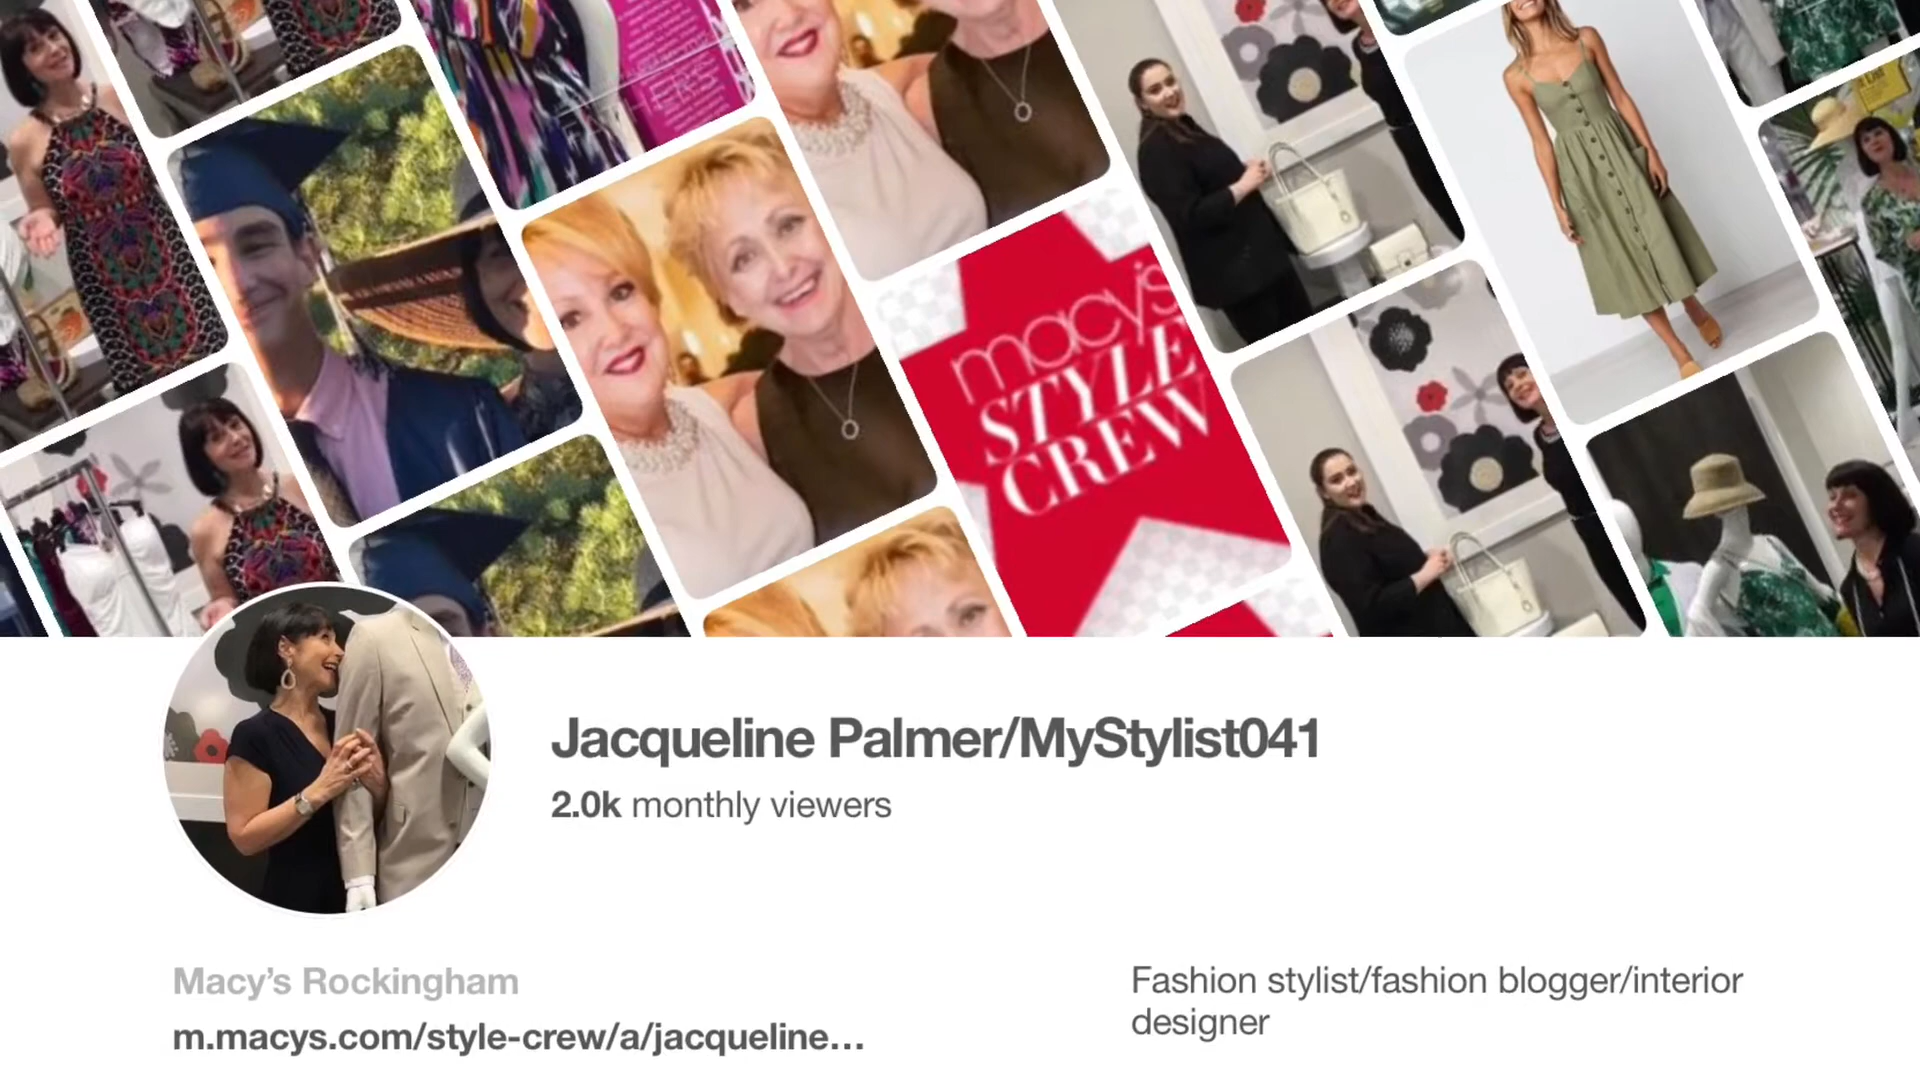 macy's
STYLE
CREW
Jacqueline Palmer/MyStylist041
2.0k monthly viewers
Macy’s Rockingham
m.macys.com/style-crew/a/jacqueline…
Fashion stylist/fashion blogger/interior
designer